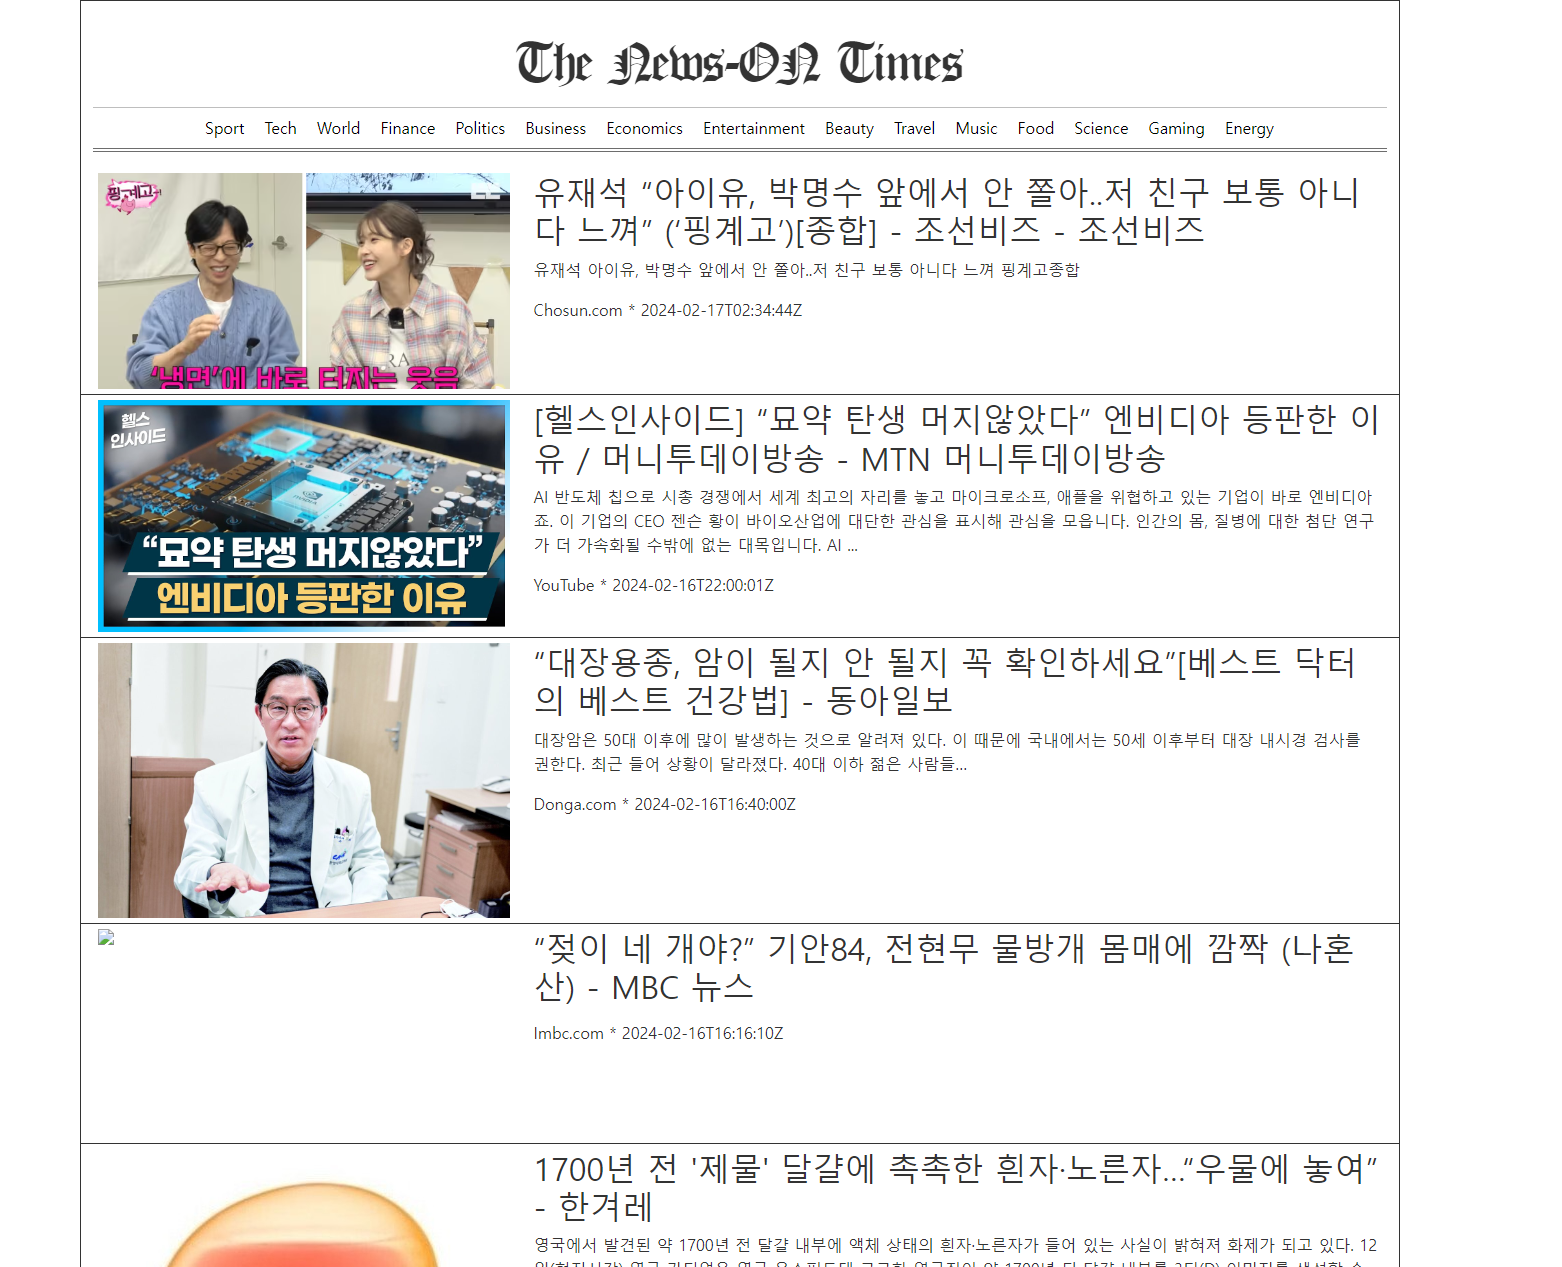 The News-ON Times
Sport Tech World Finance Politics Business Economics Entertainment Beauty Travel Music Food Science Gaming Energy
핑계고
‘냉면’에 바로 터지는 웃음
유재석 “아이유, 박명수 앞에서 안 쫄아..저 친구 보통 아니
다 느껴” (‘핑계고’)[종합] - 조선비즈 - 조선비즈
유재석 아이유, 박명수 앞에서 안 쫄아..저 친구 보통 아니다 느껴 핑계고종합
Chosun.com * 2024-02-17T02:34:44Z
헬스
인사이드
“묘약 탄생 머지않았다”
엔비디아 등판한 이유
[헬스인사이드] “묘약 탄생 머지않았다” 엔비디아 등판한 이
유 / 머니투데이방송 - MTN 머니투데이방송
AI 반도체 칩으로 시총 경쟁에서 세계 최고의 자리를 놓고 마이크로소프, 애플을 위협하고 있는 기업이 바로 엔비디아
죠. 이 기업의 CEO 젠슨 황이 바이오산업에 대단한 관심을 표시해 관심을 모읍니다. 인간의 몸, 질병에 대한 첨단 연구
가 더 가속화될 수밖에 없는 대목입니다. AI ...
YouTube * 2024-02-16T22:00:01Z
“대장용종, 암이 될지 안 될지 꼭 확인하세요”[베스트 닥터
의 베스트 건강법] - 동아일보
대장암은 50대 이후에 많이 발생하는 것으로 알려져 있다. 이 때문에 국내에서는 50세 이후부터 대장 내시경 검사를
권한다. 최근 들어 상황이 달라졌다. 40대 이하 젊은 사람들…
Donga.com * 2024-02-16T16:40:00Z
“젖이 네 개야?” 기안84, 전현무 물방개 몸매에 깜짝 (나혼
산) - MBC 뉴스
Imbc.com * 2024-02-16T16:16:10Z
1700년 전 '제물' 달걀에 촉촉한 흰자·노른자…“우물에 놓여”
- 한겨레
영국에서 발견된 약 1700년 전 달걀 내부에 액체 상태의 흰자·노른자가 들어 있는 사실이 밝혀져 화제가 되고 있다. 12